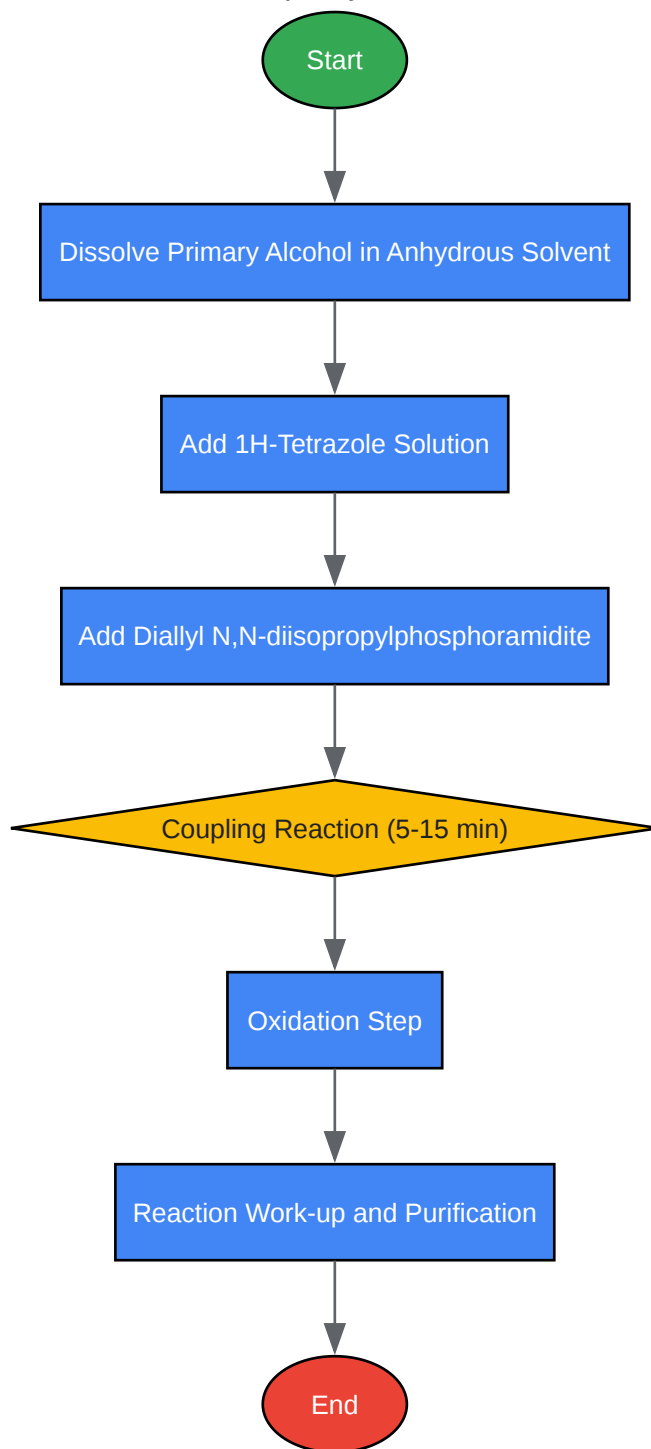 Start
Dissolve Primary Alcohol in Anhydrous Solvent
Add 1H-Tetrazole Solution
Add Diallyl N,N-diisopropylphosphoramidite
Coupling Reaction (5-15 min)
Oxidation Step
Reaction Work-up and Purification
End